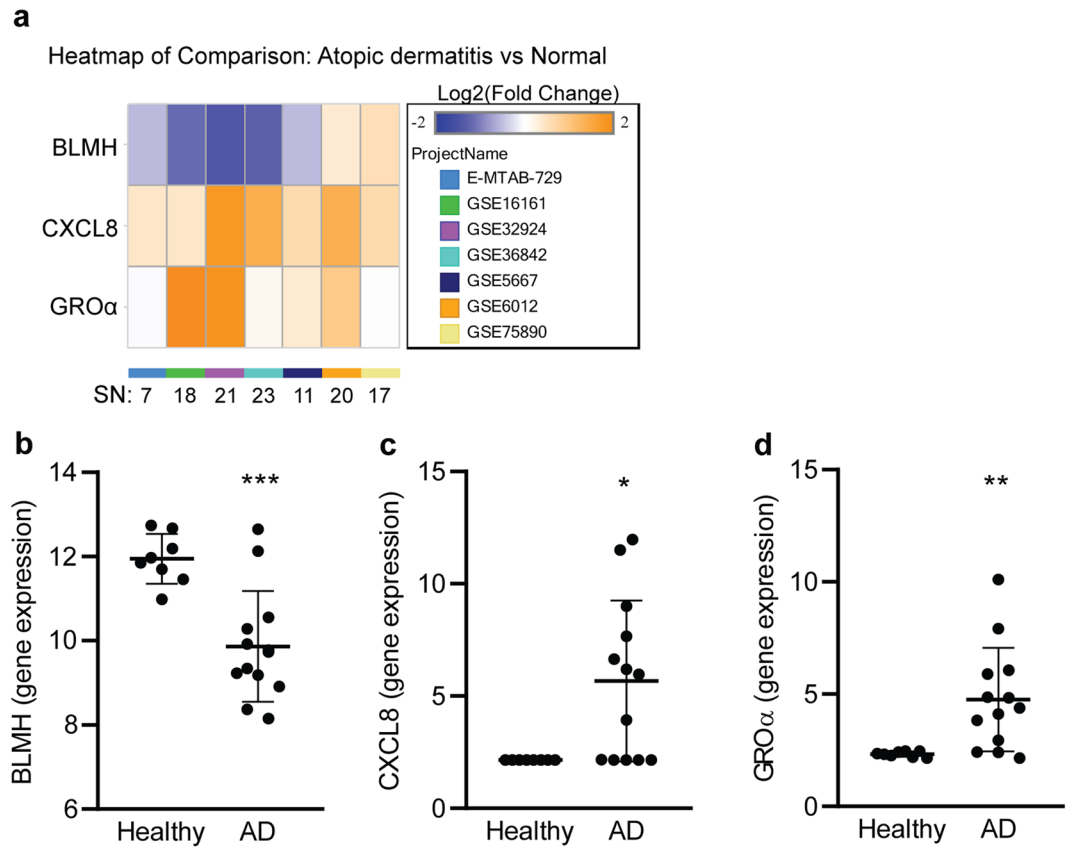 a
Heatmap of Comparison: Atopic dermatitis vs Normal
Log2(Fold Change)
-2 2
ProjectName
E-MTAB-729
GSE16161
GSE32924
GSE36842
GSE5667
GSE6012
GSE75890
BLMH
CXCL8
GROα
SN: 7 18 21 23 11 20 17
b
BLMH (gene expression)
14
12
10
8
6
***
Healthy AD
c
CXCL8 (gene expression)
15
10
5
0
*
Healthy AD
d
GROα (gene expression)
15
10
5
0
**
Healthy AD